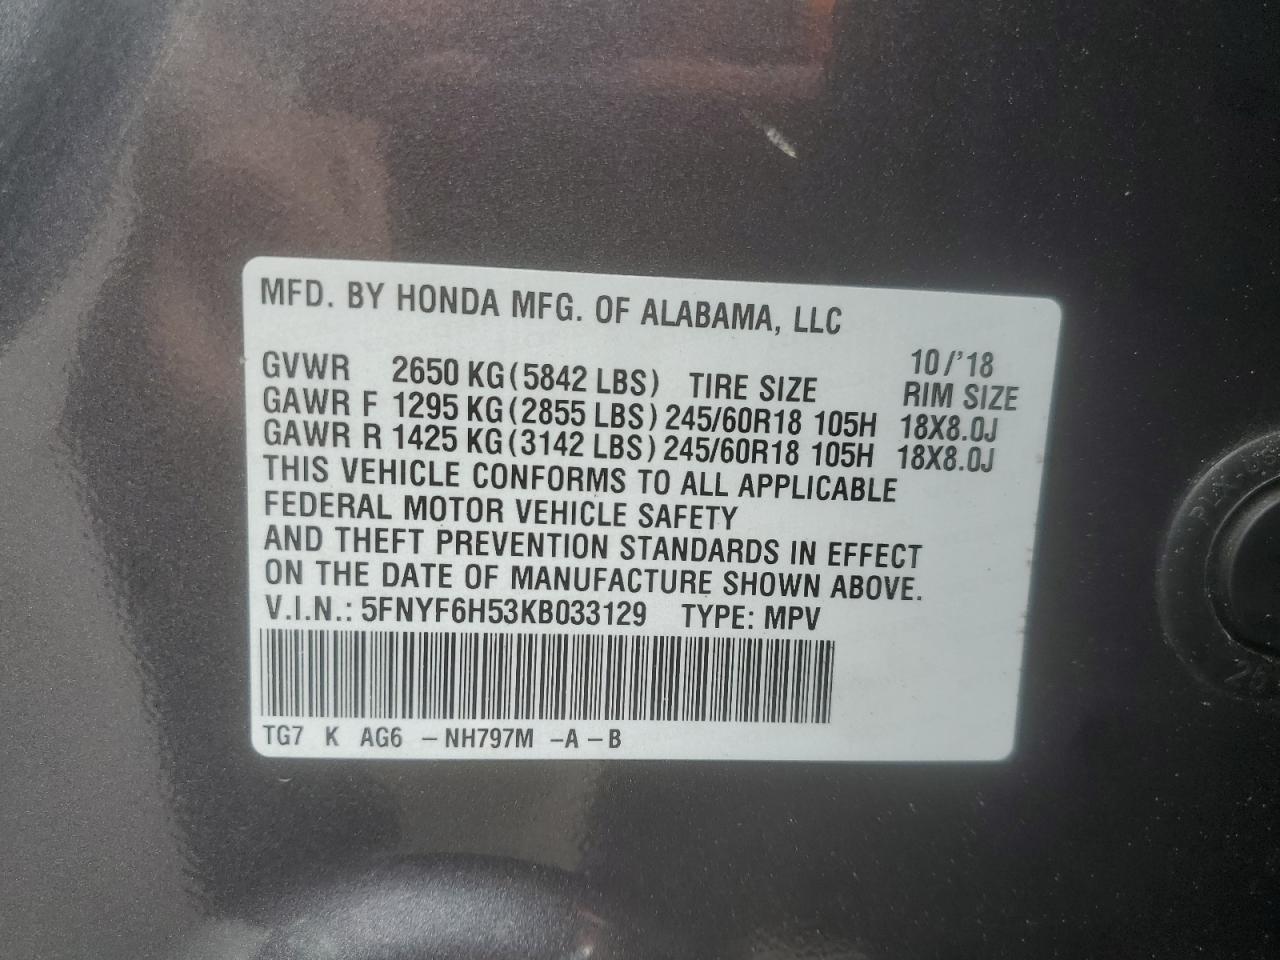 MFD. BY HONDA MFG. OF ALABAMA, LLC
10/'18
GVWR 2650 KG(5842 LBS) TIRE SIZE RIM SIZE
GAWR F 1295 KG(2855 LBS) 245/60R18 105H 18X8.0J
GAWR R 1425 KG(3142 LBS) 245/60R18 105H 18X8.0J
THIS VEHICLE CONFORMS TO ALL APPLICABLE
FEDERAL MOTOR VEHICLE SAFETY
AND THEFT PREVENTION STANDARDS IN EFFECT
ON THE DATE OF MANUFACTURE SHOWN ABOVE.
V.I.N.: 5FNYF6H53KB033129 TYPE: MPV
TG7 K AG6 -NH797M -A-B